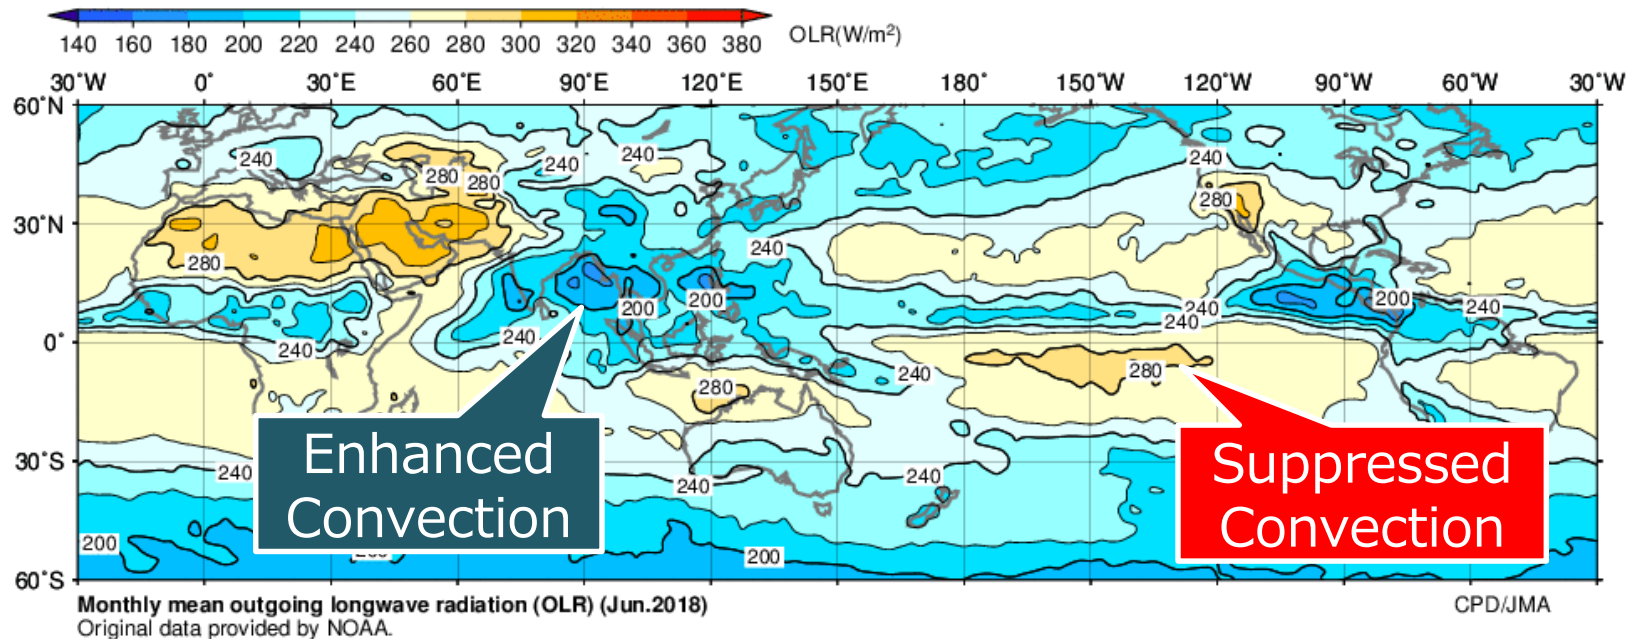 140 160 180 200 220 240 260 280 300 320 340 360 380 OLR(W/m²)
30˚W 0˚ 30˚E 60˚E 90˚E 120˚E 150˚E 180˚ 150˚W 120˚W 90˚W 60˚W 30˚W
60˚N
240 240 240 240
280 280
280
30˚N
240
280
200 200 200
240 240
240
240
0˚
240
280 240
280
Enhanced
Convection
Suppressed
Convection
30˚S
240 240 240
200 200
60˚S
Monthly mean outgoing longwave radiation (OLR) (Jun.2018)
CPD/JMA
Original data provided by NOAA.